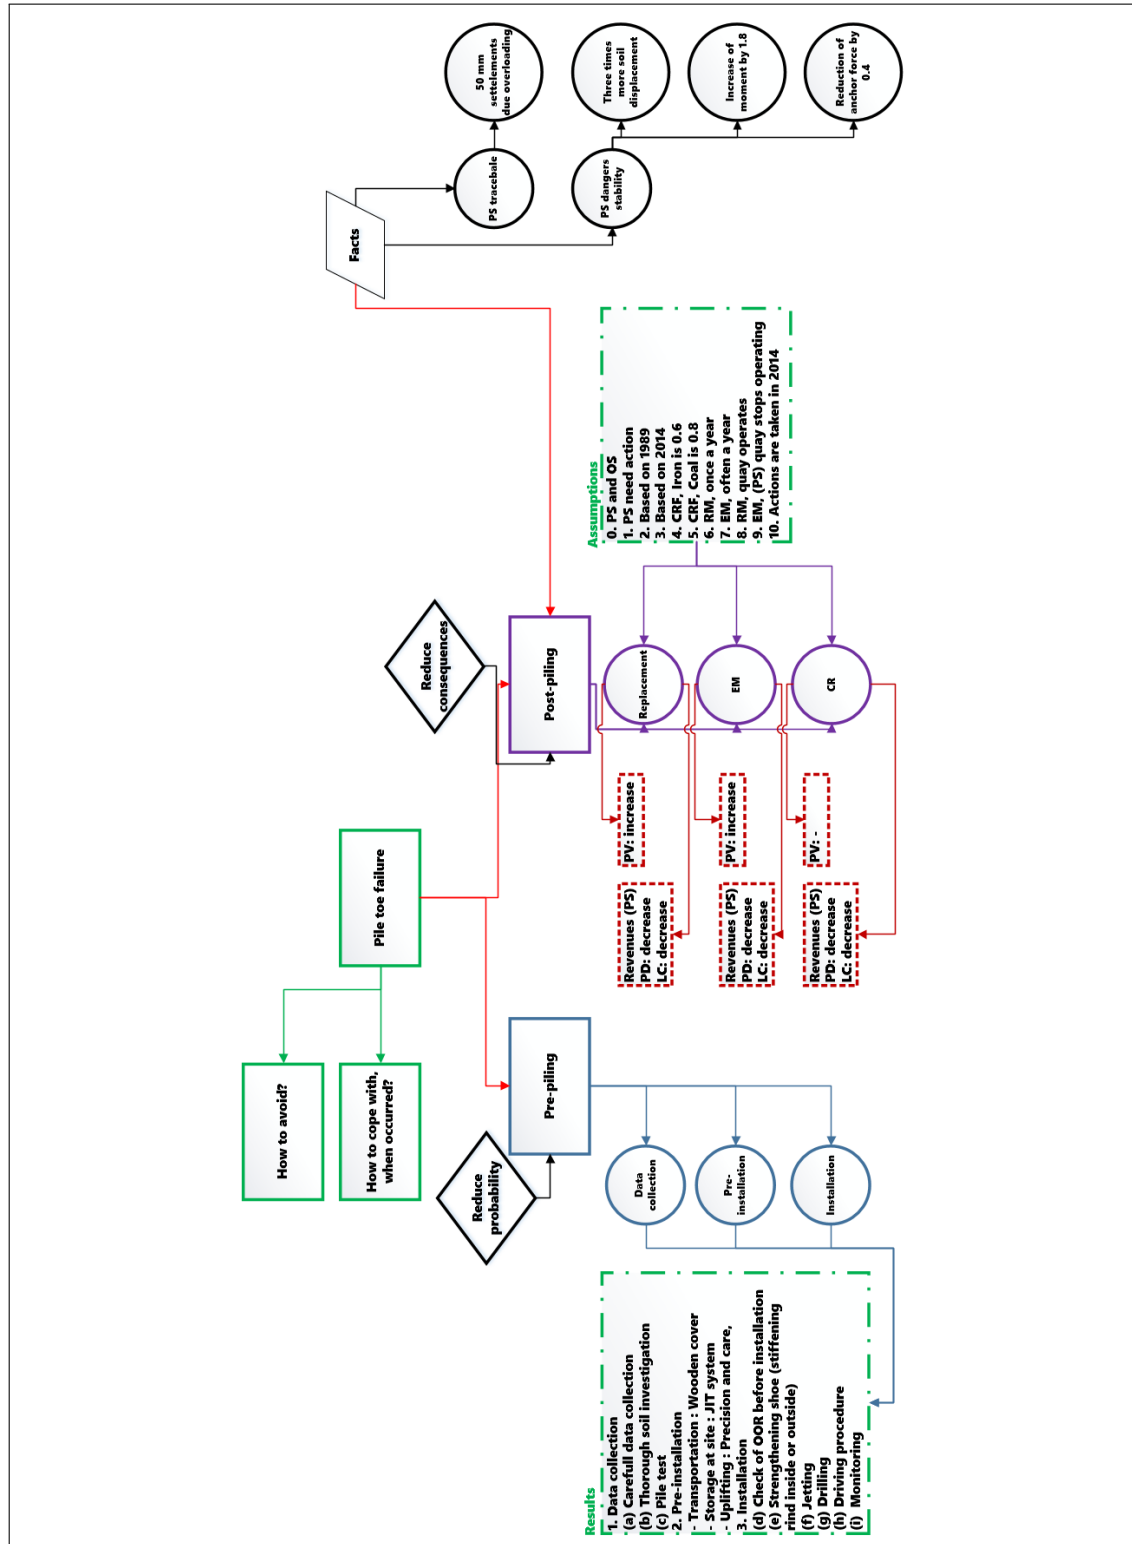 How to avoid?
How to cope with,
when occurred?
Pile toe failure
Reduce
probability
Pre-piling
Reduce
consequences
Post-piling
Facts
PS tracebale
50 mm
settelements
due overloading
PS dangers
stability
Three times
more soil
displacement
Increase of
moment by 1.8
Reduction of
anchor force by
0.4
Results
1. Data collection
(a) Carefull data collection
(b) Thorough soil investigation
(c) Pile test
2. Pre-installation
- Transportation : Wooden cover
- Storage at site : JIT system
- Uplifting : Precision and care,
3. Installation
(d) Check of OOR before installation
(e) Strengthening shoe (stiffening
rind inside or outside)
(f) Jetting
(g) Drilling
(h) Driving procedure
(i) Monitoring
Data
collection
Pre-
installation
Installation
Revenues (PS)
PD: decrease
LC: decrease
PV: increase
Revenues (PS)
PD: decrease
LC: decrease
PV: increase
Revenues (PS)
PD: decrease
LC: decrease
PV: -
Replacement
EM
CR
Assumptions
0. PS and OS
1. PS need action
2. Based on 1989
3. Based on 2014
4. CRF, Iron is 0.6
5. CRF, Coal is 0.8
6. RM, once a year
7. EM, often a year
8. RM, quay operates
9. EM, (PS) quay stops operating
10. Actions are taken in 2014